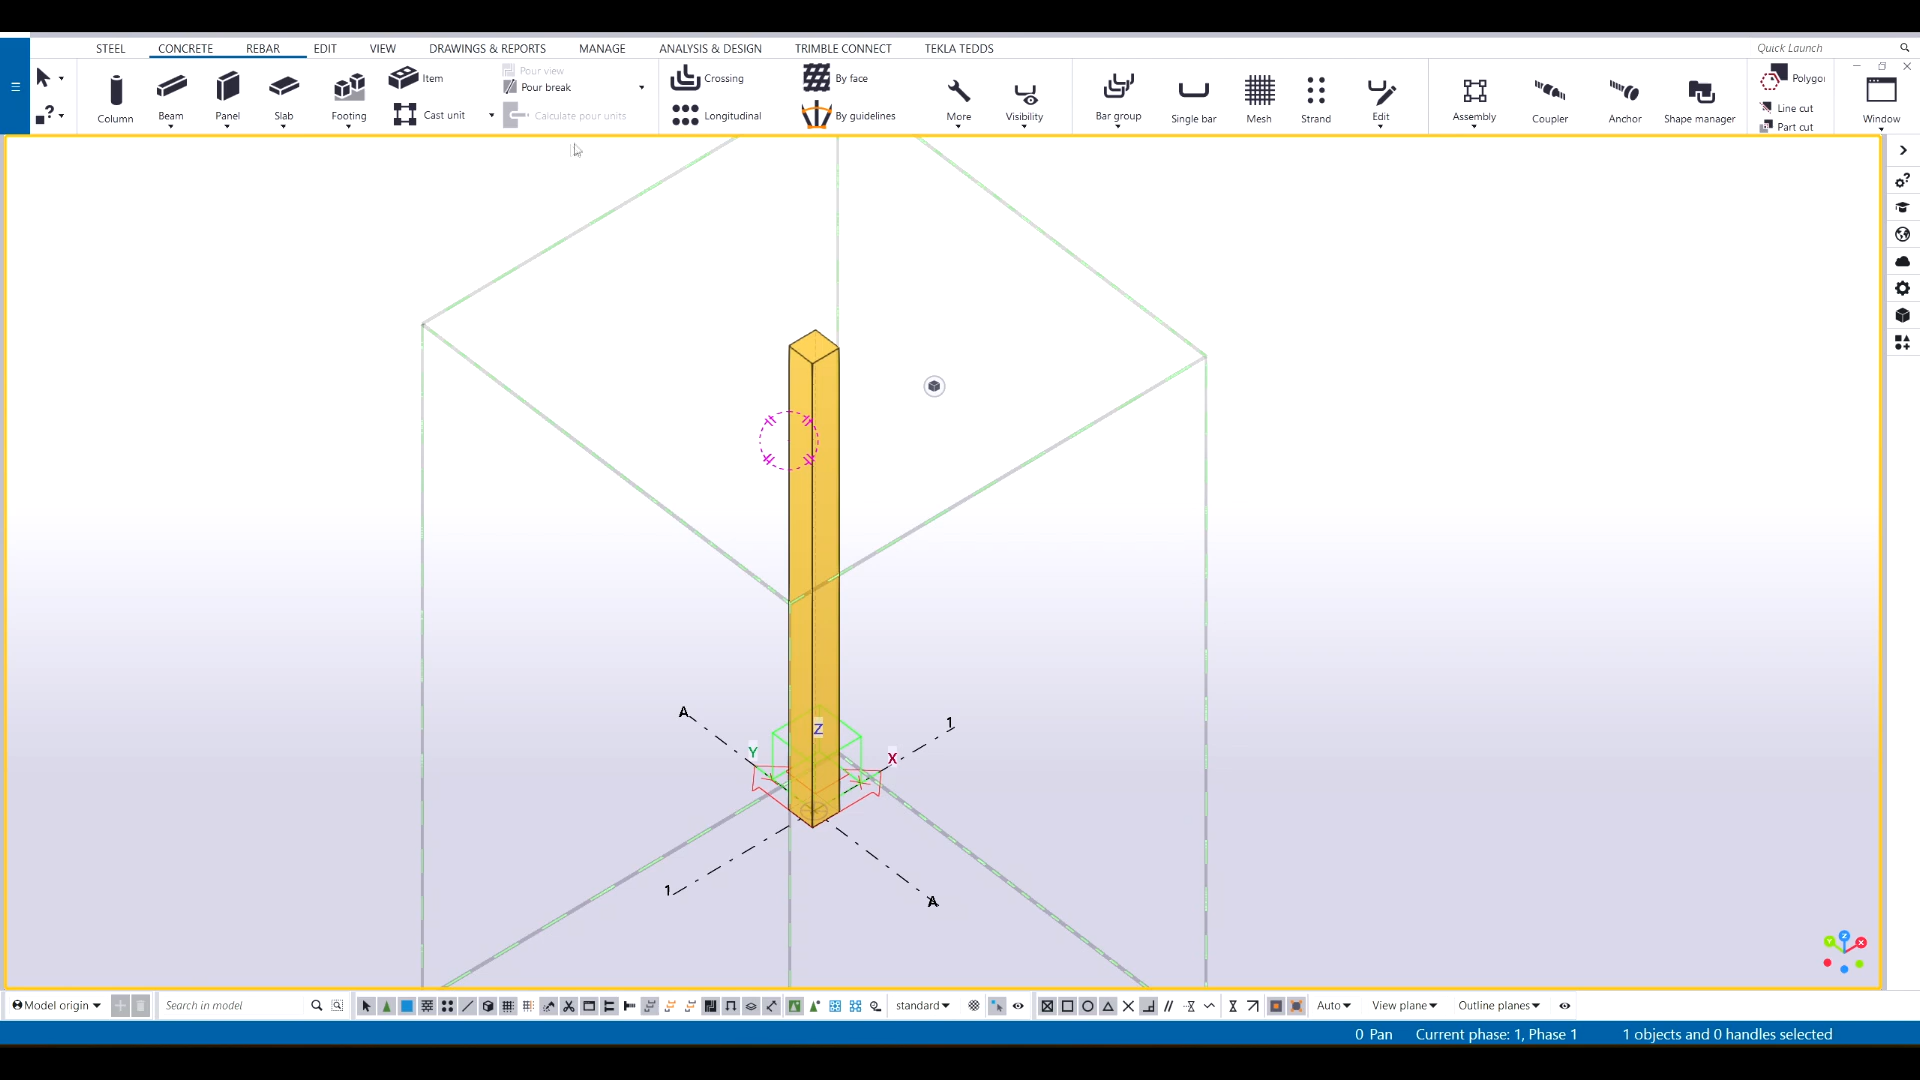 STEEL CONCRETE REBAR EDIT VIEW DRAWINGS & REPORTS MANAGE ANALYSIS & DESIGN TRIMBLE CONNECT TEKLA TEDDS Quick Launch
Pour view
Item Crossing By face Polygon
Pour break
Line cut
Column Beam Panel Slab Footing Cast unit Calculate pour units Longitudinal By guidelines More Visibility Bar group Single bar Mesh Strand Edit Assembly Coupler Anchor Shape manager Window
Part cut
A
1
Z
Y
X
1
A
Z
Y X
Model origin Search in model standard Auto View plane Outline planes
0 Pan Current phase: 1, Phase 1 1 objects and 0 handles selected